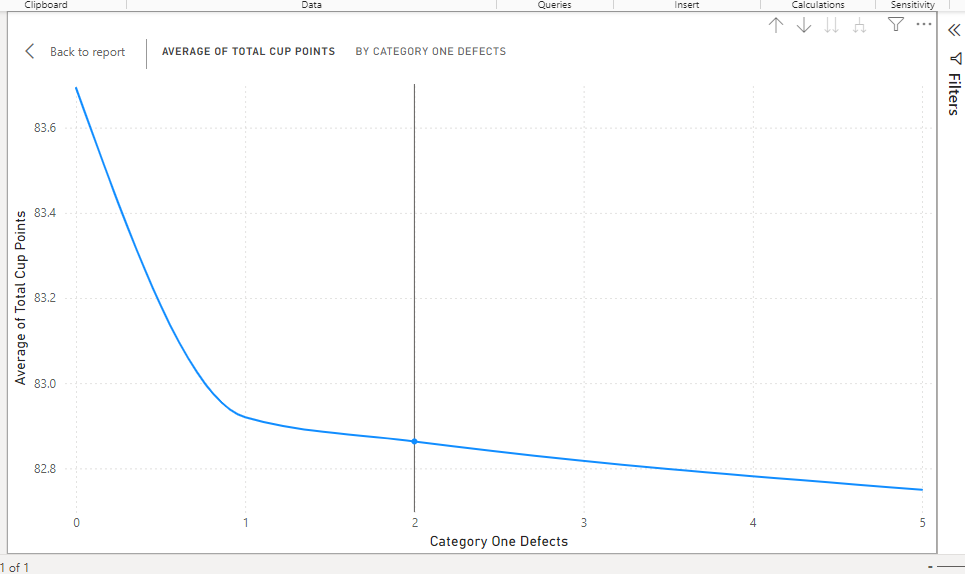 Clipboard Data Queries Insert Calculations Sensitivity
Back to report AVERAGE OF TOTAL CUP POINTS BY CATEGORY ONE DEFECTS
Filters
83.6
83.4
83.2
83.0
82.8
Average of Total Cup Points
0 1 2 3 4 5
Category One Defects
1 of 1